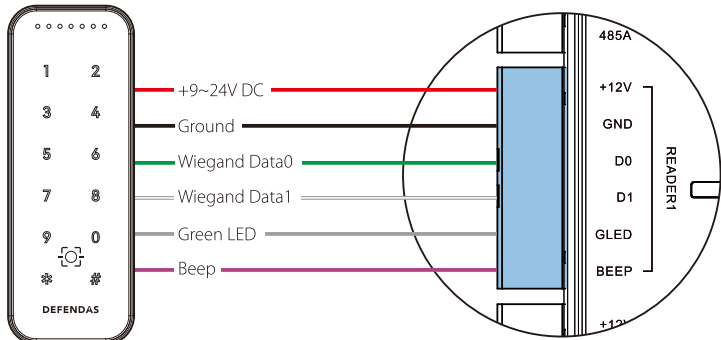 1 2
3 4
5 6
7 8
9 0
* #
DEFENDAS
+9~24V DC
Ground
Wiegand Data0
Wiegand Data1
Green LED
Beep
485A
+12V
GND
D0
D1
GLED
BEEP
READER1
+12V